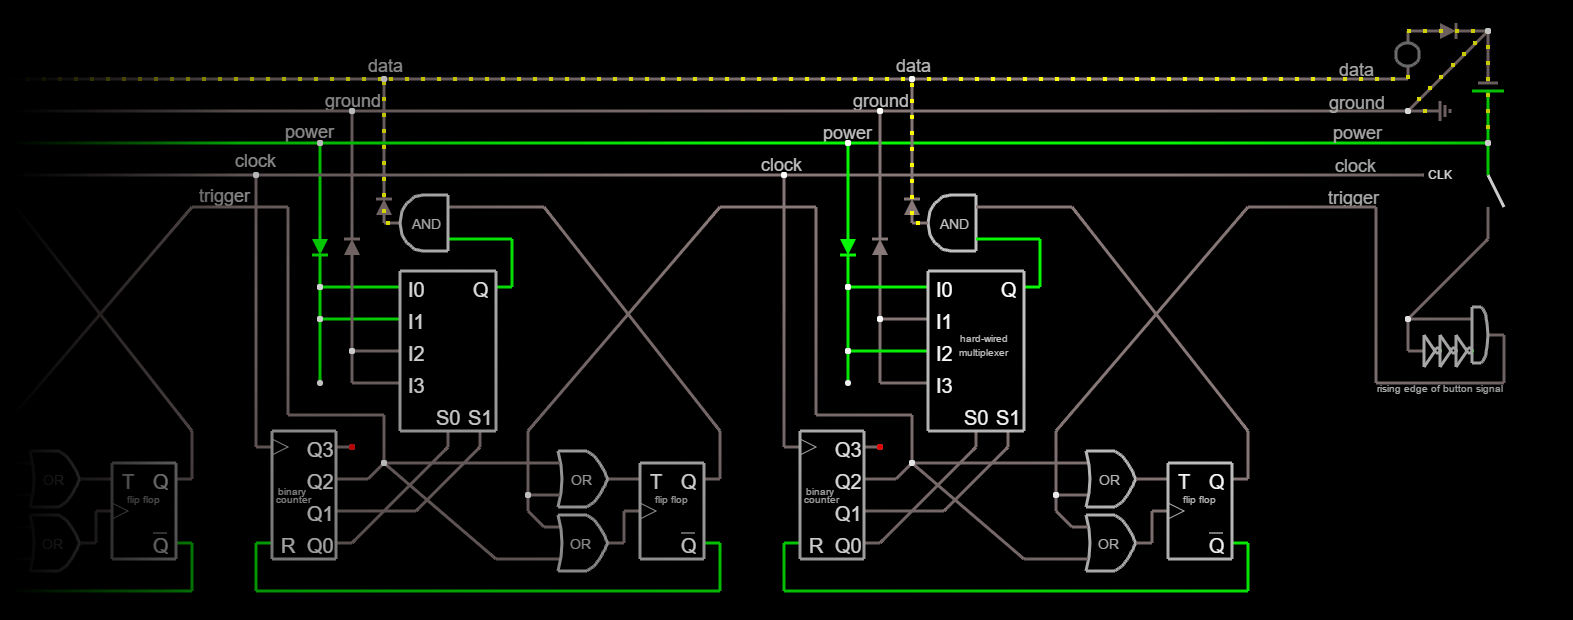 data
data
data
ground
ground
ground
power
power
power
clock
clock
clock
CLK
trigger
trigger
AND
AND
I0
Q
I0
Q
I1
I1
I2
hard-wired
multiplexer
I2
I3
I3
S0 S1
S0 S1
rising edge of button signal
Q3
Q3
OR
T Q
flip flop
Q2
OR
T Q
flip flop
Q2
OR
T Q
flip flop
binary
counter
binary
counter
Q1
Q1
OR
Q̅
R Q0
OR
Q̅
R Q0
OR
Q̅